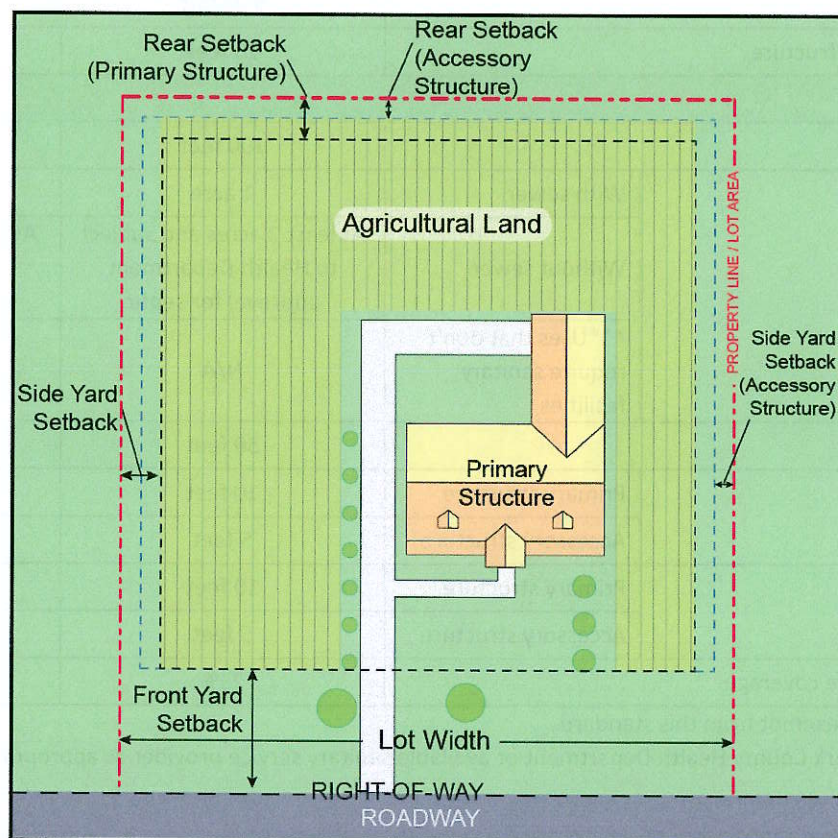 Rear Setback
(Primary Structure)
Rear Setback
(Accessory
Structure)
Agricultural Land
PROPERTY LINE / LOT AREA
Side Yard
Setback
(Accessory
Structure)
Side Yard
Setback
Primary
Structure
Front Yard
Setback
Lot Width
RIGHT-OF-WAY
ROADWAY